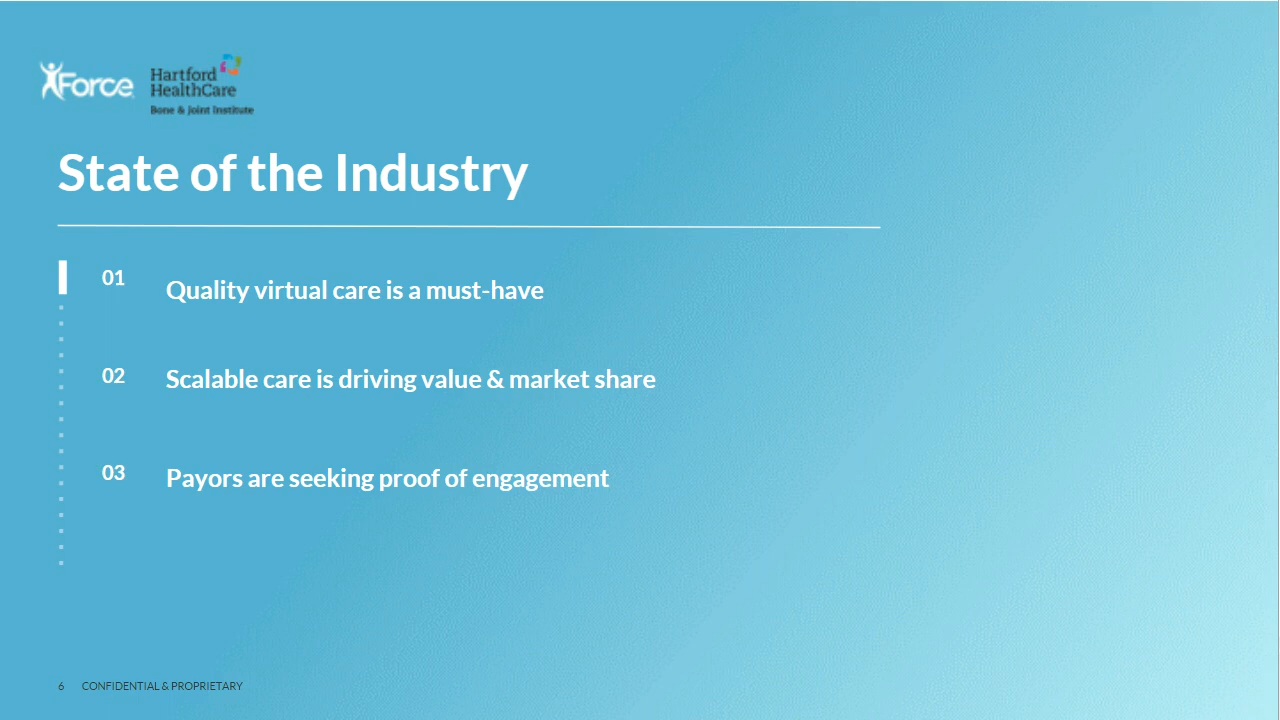 Force
Hartford
HealthCare
Bone & Joint Institute
State of the Industry
01 Quality virtual care is a must-have
02 Scalable care is driving value & market share
03 Payors are seeking proof of engagement
6 CONFIDENTIAL & PROPRIETARY